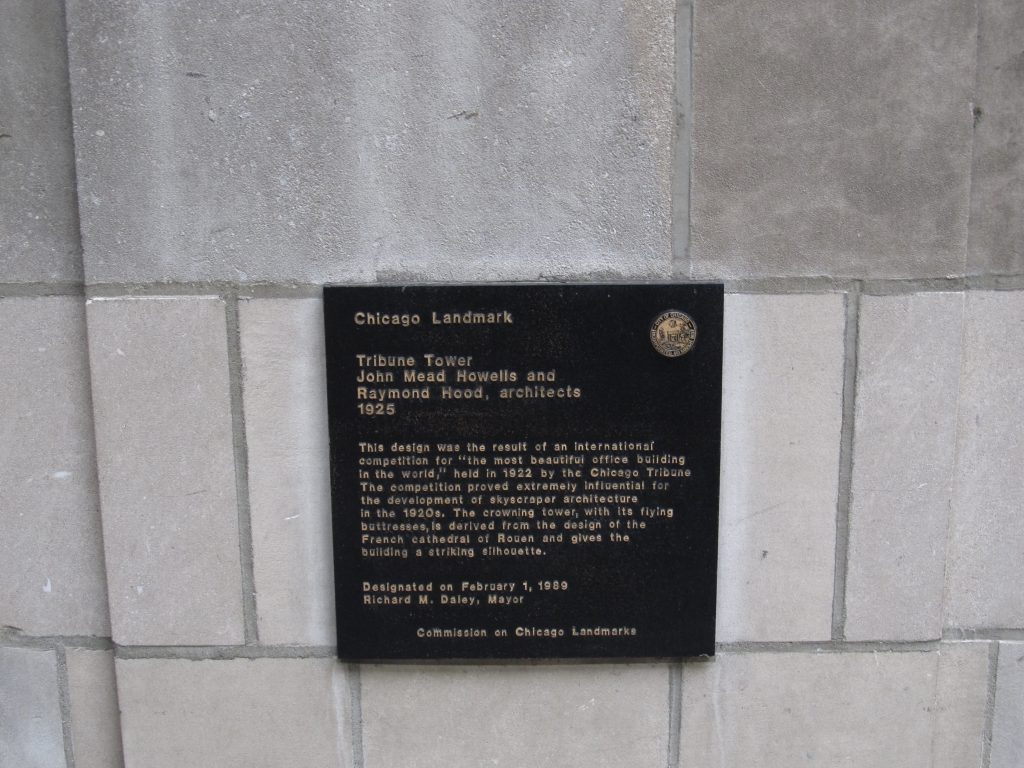 Chicago Landmark
Tribune Tower
John Mead Howells and
Raymond Hood, architects
1925
This design was the result of an international
competition for "the most beautiful office building
in the world," held in 1922 by the Chicago Tribune
The competition proved extremely influential for
the development of skyscraper architecture
in the 1920s. The crowning tower, with its flying
buttresses, is derived from the design of the
French cathedral of Rouen and gives the
building a striking silhouette.
Designated on February 1, 1989
Richard M. Daley, Mayor
Commission on Chicago Landmarks